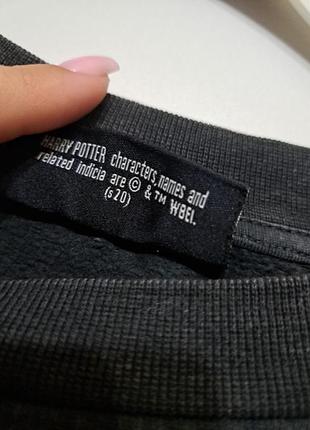 HARRY POTTER characters, names and
related indicia are © & ™ WBEI.
(s20)